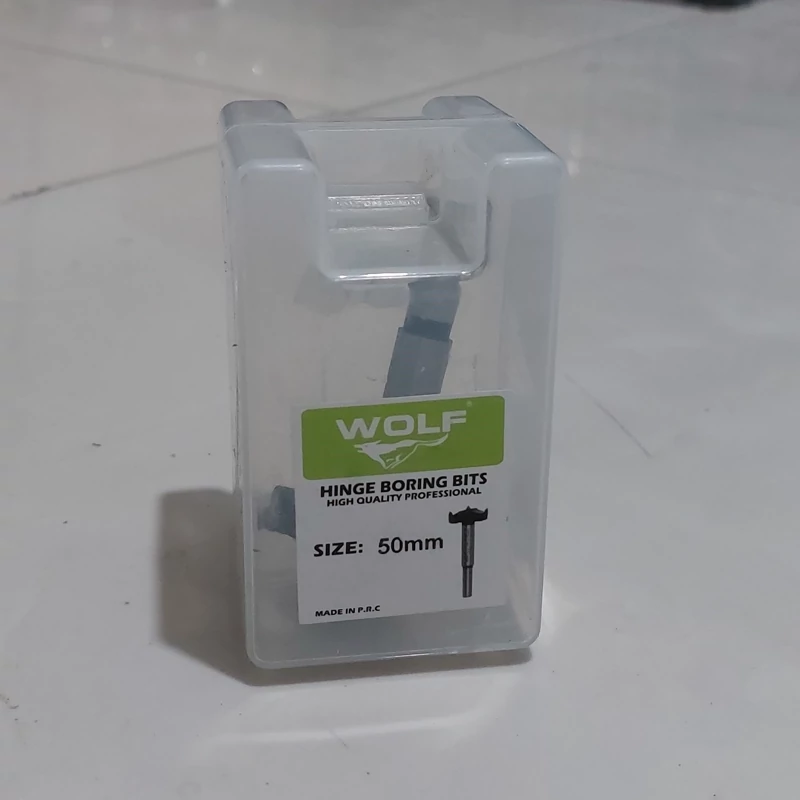 WOLF®
HINGE BORING BITS
HIGH QUALITY PROFESSIONAL
SIZE: 50mm
MADE IN P.R.C